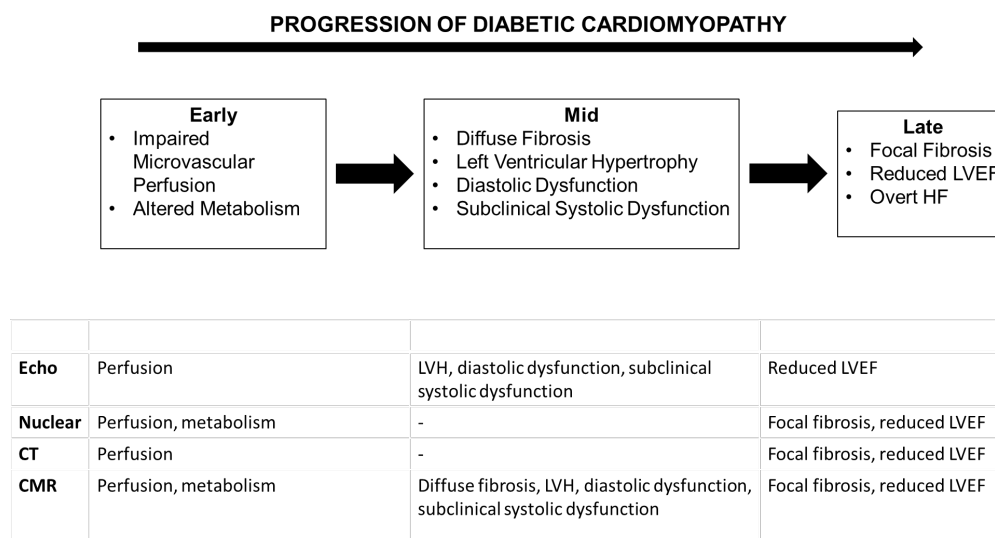 PROGRESSION OF DIABETIC CARDIOMYOPATHY
Early
• Impaired
Microvascular
Perfusion
• Altered Metabolism
Mid
• Diffuse Fibrosis
• Left Ventricular Hypertrophy
• Diastolic Dysfunction
• Subclinical Systolic Dysfunction
Late
• Focal Fibrosis
• Reduced LVEF
• Overt HF
Echo
Perfusion
LVH, diastolic dysfunction, subclinical
systolic dysfunction
Reduced LVEF
Nuclear
Perfusion, metabolism
-
Focal fibrosis, reduced LVEF
CT
Perfusion
-
Focal fibrosis, reduced LVEF
CMR
Perfusion, metabolism
Diffuse fibrosis, LVH, diastolic dysfunction,
subclinical systolic dysfunction
Focal fibrosis, reduced LVEF